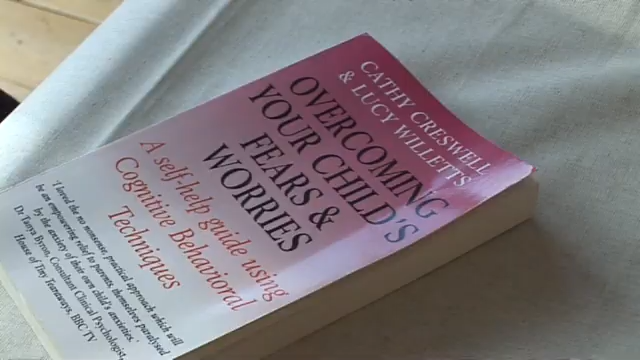 CATHY CRESWELL
& LUCY WILLETTS
OVERCOMING
YOUR CHILD'S
FEARS &
WORRIES
A self-help guide using
Cognitive Behavioral
Techniques
'I loved the no nonsense, practical approach which will
be an empowering relief to parents, themselves paralysed
by the anxiety of their own child's anxieties.'
Dr Tanya Byron, Consultant Clinical Psychologist,
House of Tiny Tearaways, BBC TV